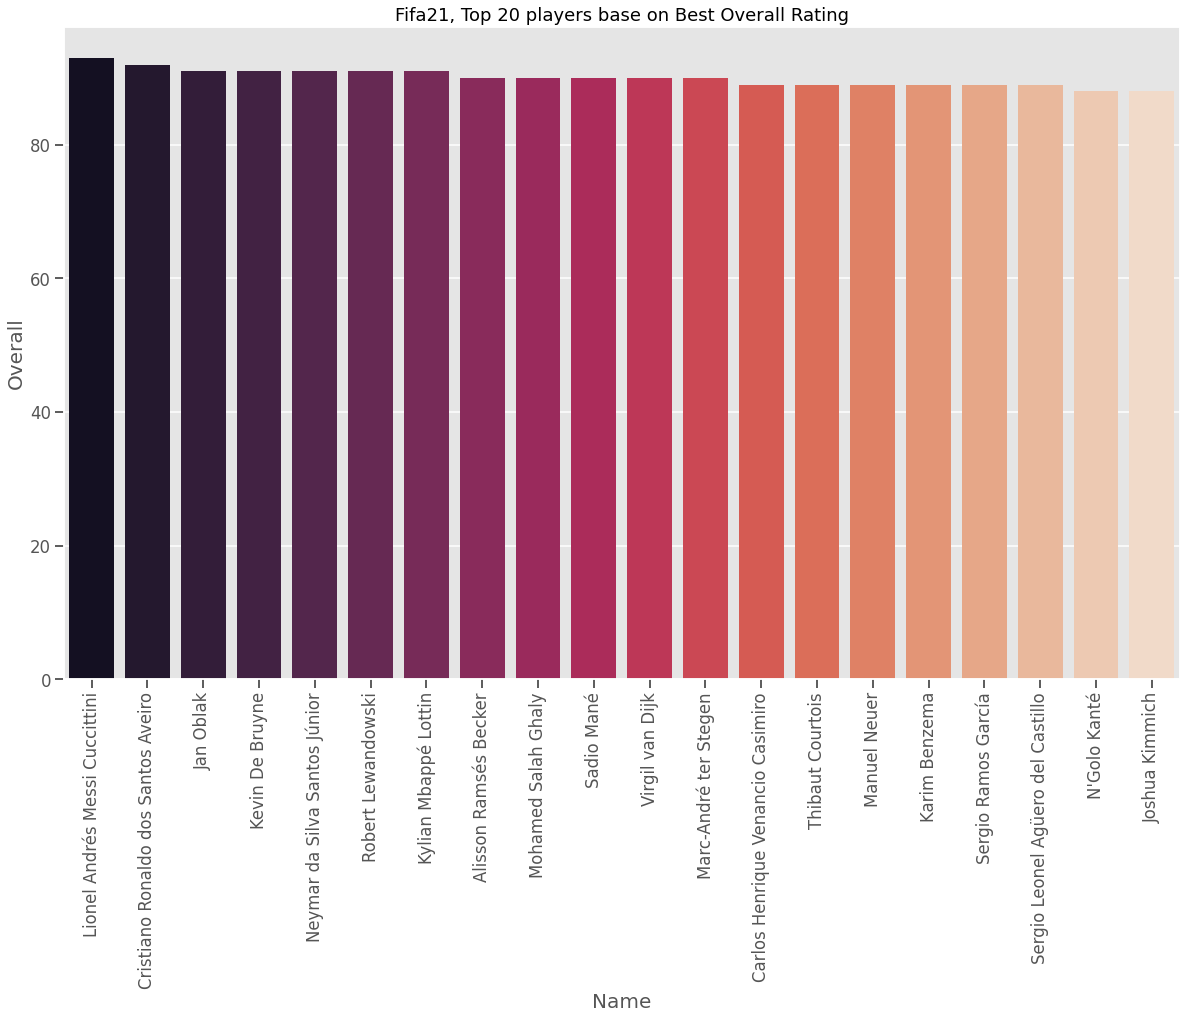 Fifa21, Top 20 players base on Best Overall Rating
Overall
80
60
40
20
0
Lionel Andrés Messi Cuccittini
Cristiano Ronaldo dos Santos Aveiro
Jan Oblak
Kevin De Bruyne
Neymar da Silva Santos Júnior
Robert Lewandowski
Kylian Mbappé Lottin
Alisson Ramsés Becker
Mohamed Salah Ghaly
Sadio Mané
Virgil van Dijk
Marc-André ter Stegen
Carlos Henrique Venancio Casimiro
Thibaut Courtois
Manuel Neuer
Karim Benzema
Sergio Ramos García
Sergio Leonel Agüero del Castillo
N'Golo Kanté
Joshua Kimmich
Name